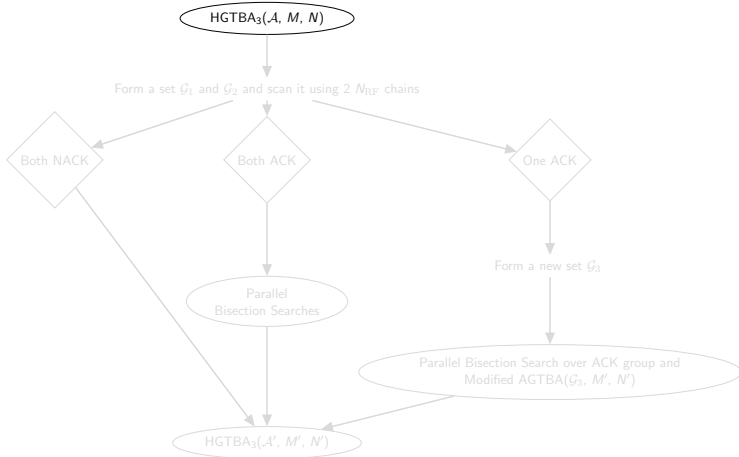 HGTBA₃(𝒜, M, N)
Form a set 𝒢₁ and 𝒢₂ and scan it using 2 N_RF chains
Both NACK
Both ACK
One ACK
Form a new set 𝒢₃
Parallel
Bisection Searches
Parallel Bisection Search over ACK group and
Modified AGTBA(𝒢₃, M′, N′)
HGTBA₃(𝒜′, M′, N′)